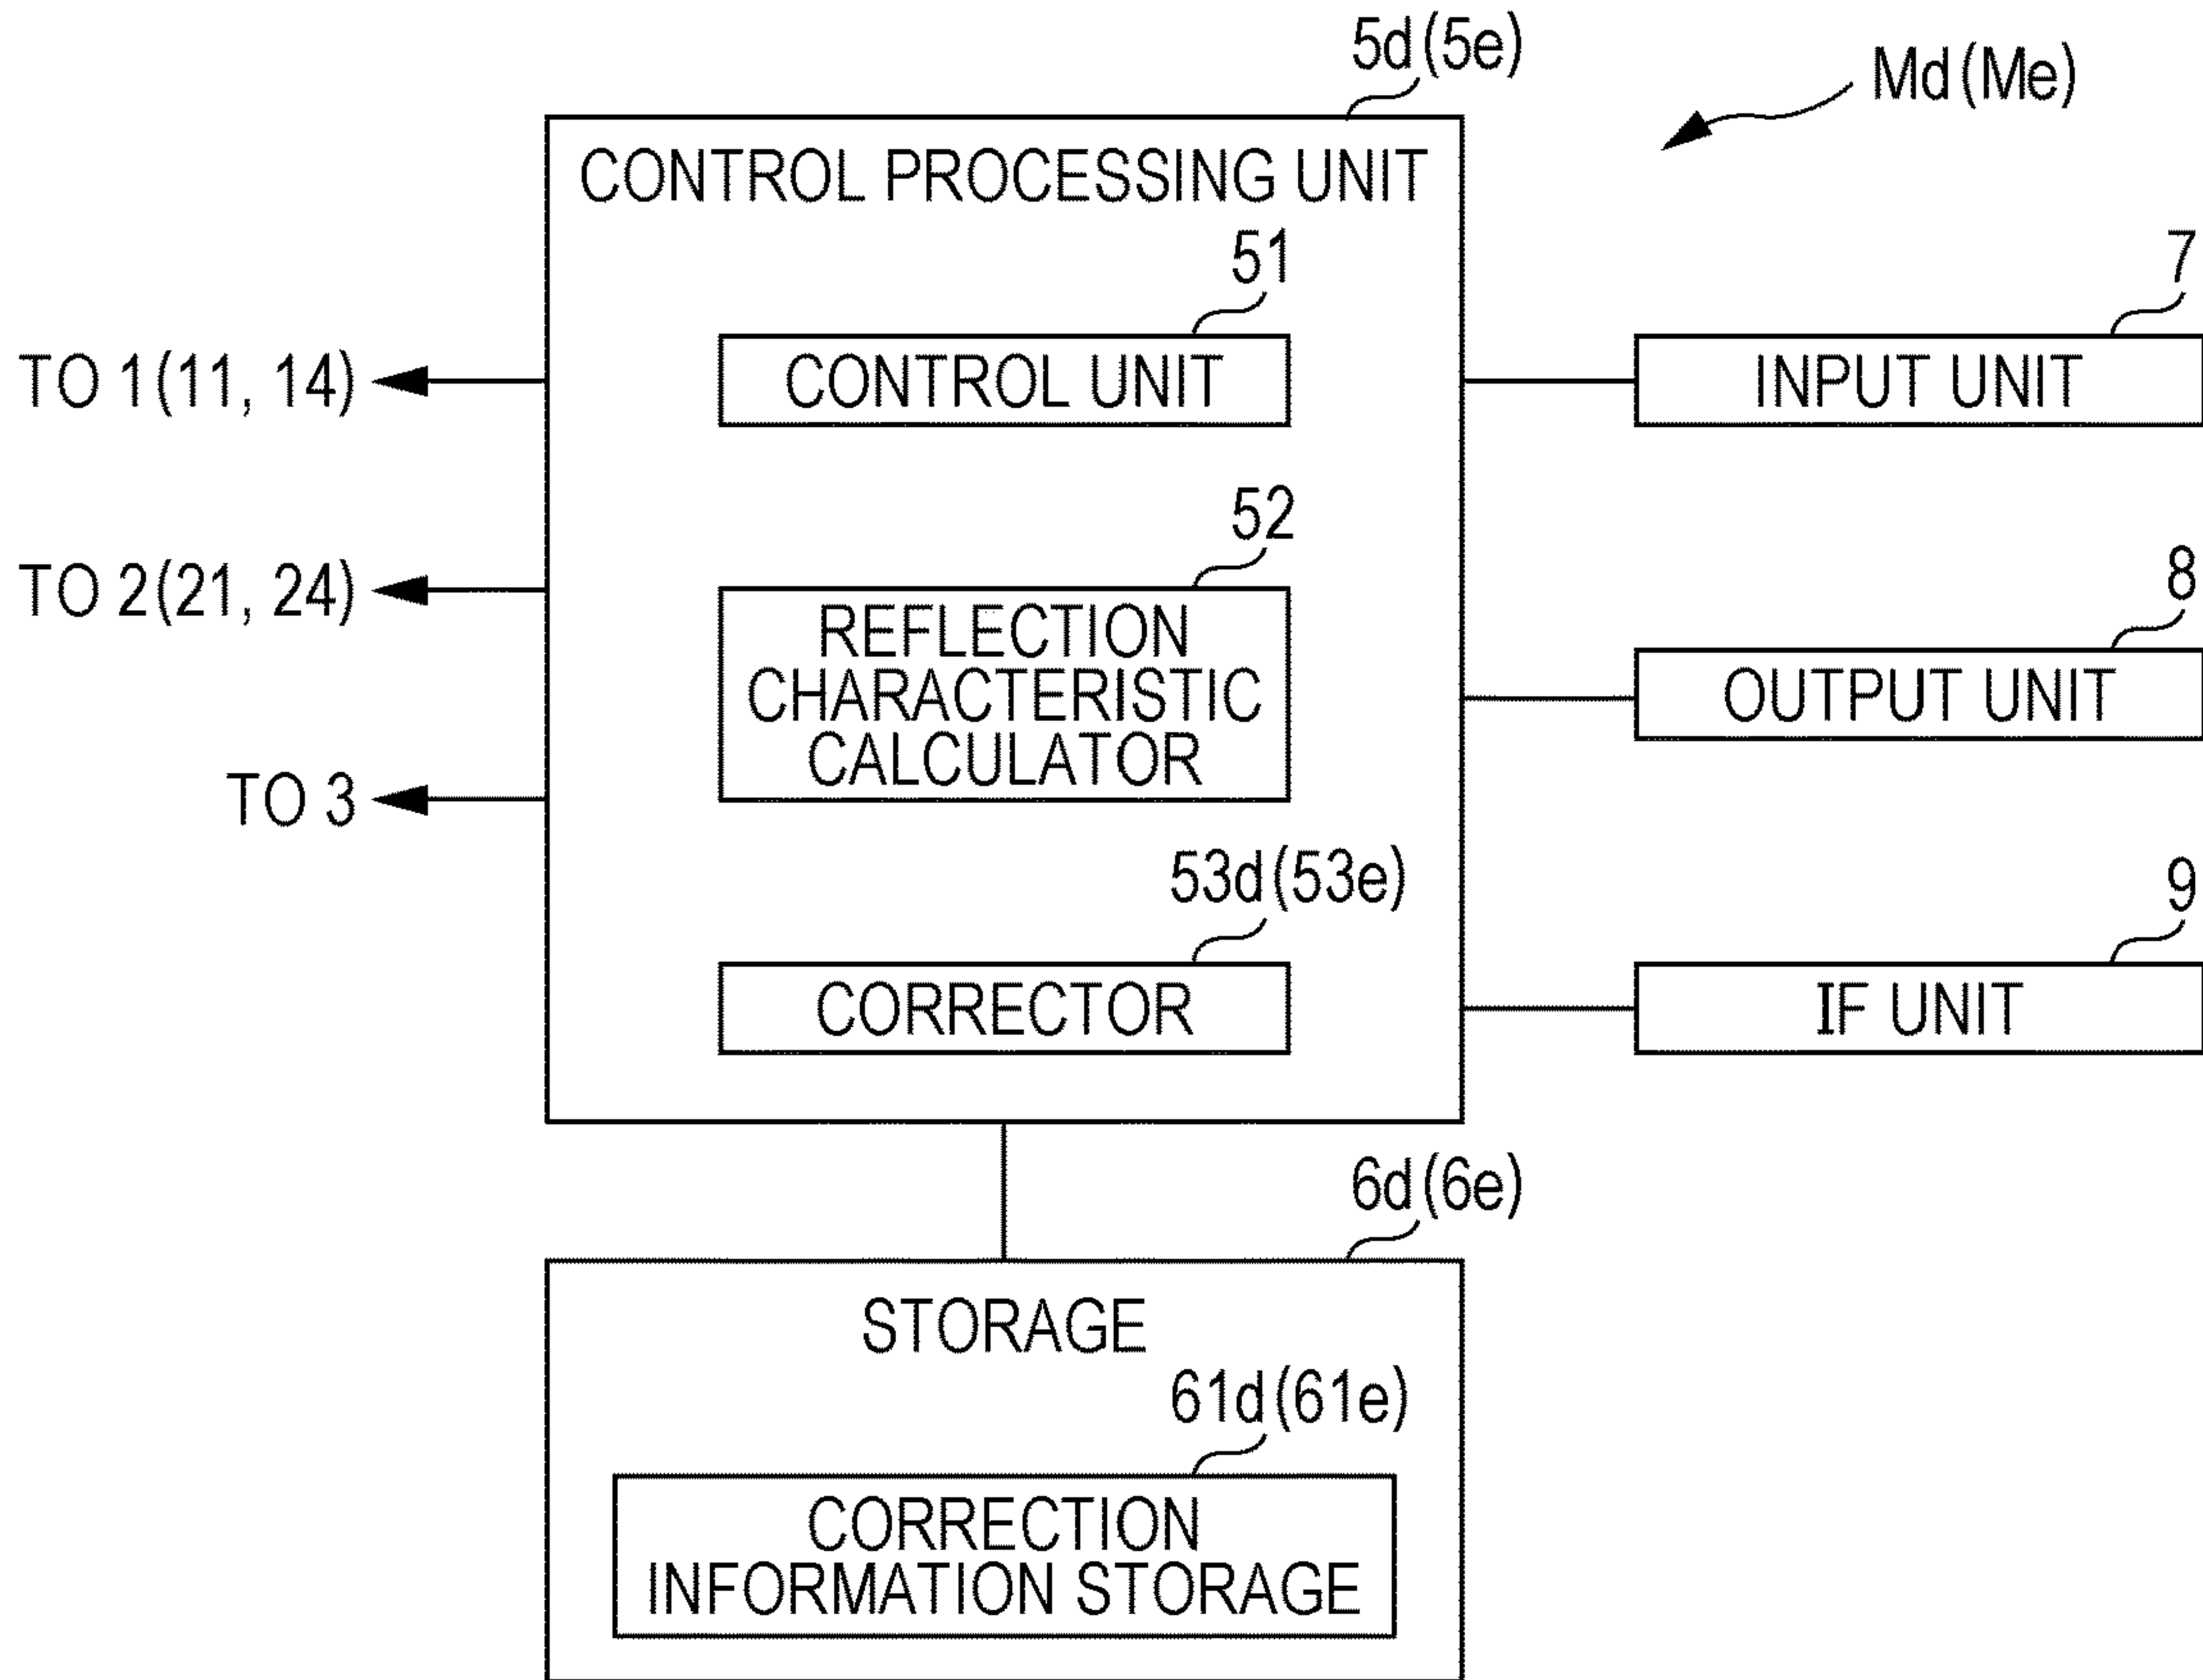 5d(5e)
Md(Me)
CONTROL PROCESSING UNIT
51
CONTROL UNIT
7
INPUT UNIT
TO 1(11, 14)
52
REFLECTION
CHARACTERISTIC
CALCULATOR
8
OUTPUT UNIT
TO 2(21, 24)
TO 3
53d(53e)
CORRECTOR
9
IF UNIT
6d(6e)
STORAGE
61d(61e)
CORRECTION
INFORMATION STORAGE